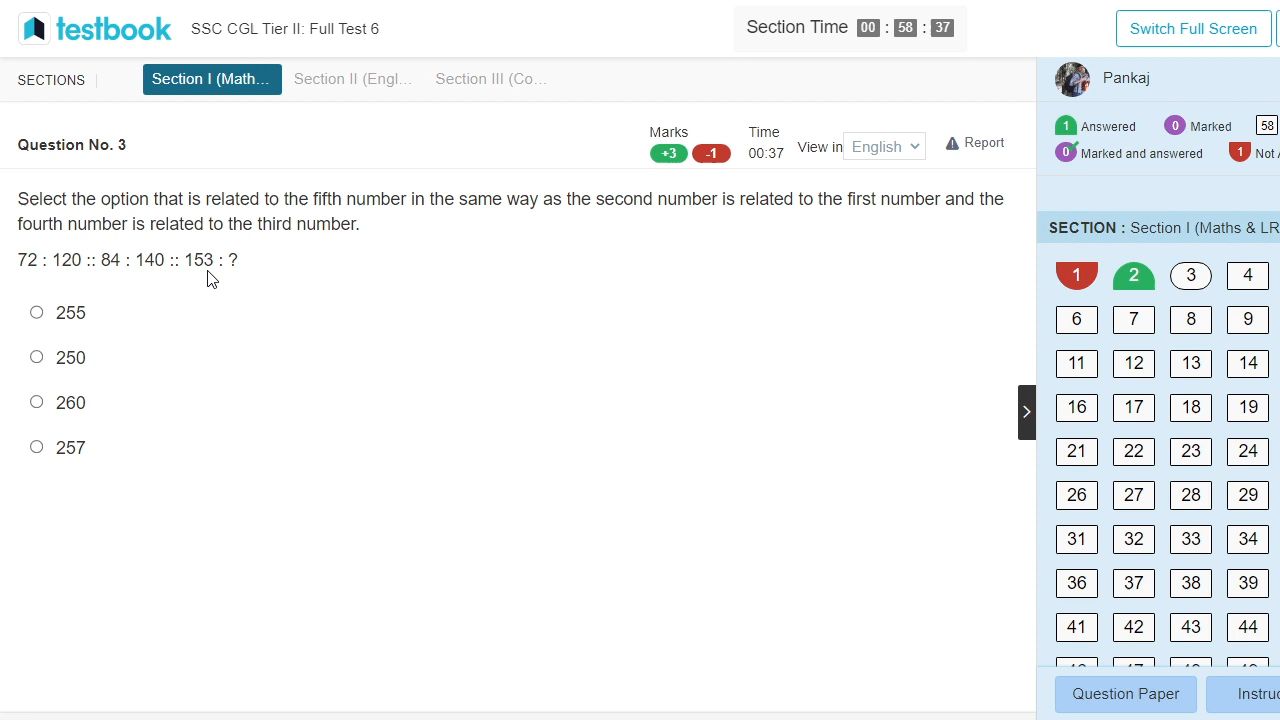 testbook SSC CGL Tier II: Full Test 6 Section Time 00 : 58 : 37 Switch Full Screen
SECTIONS Section I (Math... Section II (Engl... Section III (Co... Pankaj
1 Answered 0 Marked 58
Question No. 3 Marks +3 -1 Time 00:37 View in English Report
0 Marked and answered 1 Not
Select the option that is related to the fifth number in the same way as the second number is related to the first number and the
fourth number is related to the third number.
SECTION : Section I (Maths & LR
72 : 120 :: 84 : 140 :: 153 : ?
1 2 3 4
255
6 7 8 9
250
11 12 13 14
260
16 17 18 19
257
21 22 23 24
26 27 28 29
31 32 33 34
36 37 38 39
41 42 43 44
Question Paper